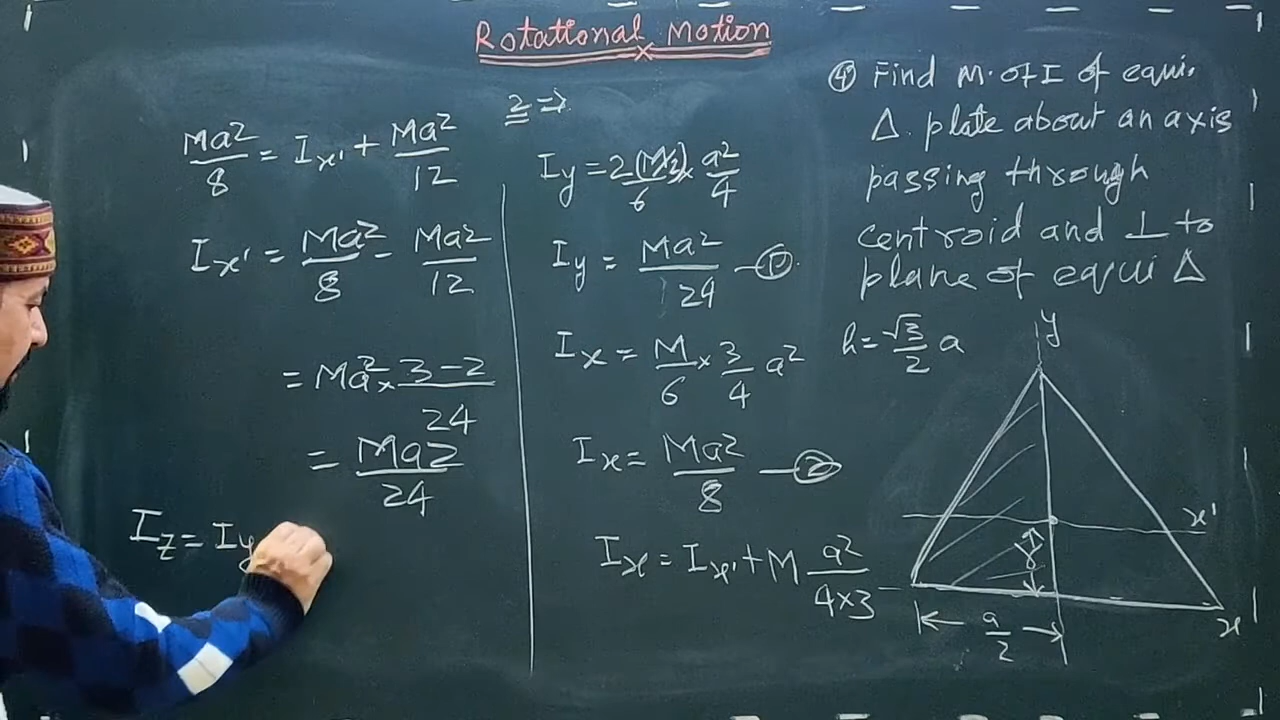 Rotational Motion
Ma²/8 = Ix' + Ma²/12
Ix' = Ma²/8 - Ma²/12
= Ma² × 3-2/24
= Ma2/24
Iz = Iy
2 ⇒
Iy = 2(M/2)/6 × a²/4
Iy = Ma²/24 — ①
Ix = M/6 × 3/4 a²
Ix = Ma²/8 — ②
Ix = Ix' + M a²/4×3
④ Find M. of I of equi.
Δ. plate about an axis
passing through
centroid and ⊥ to
plane of equi Δ
h = √3/2 a
y
x'
r
x
a/2